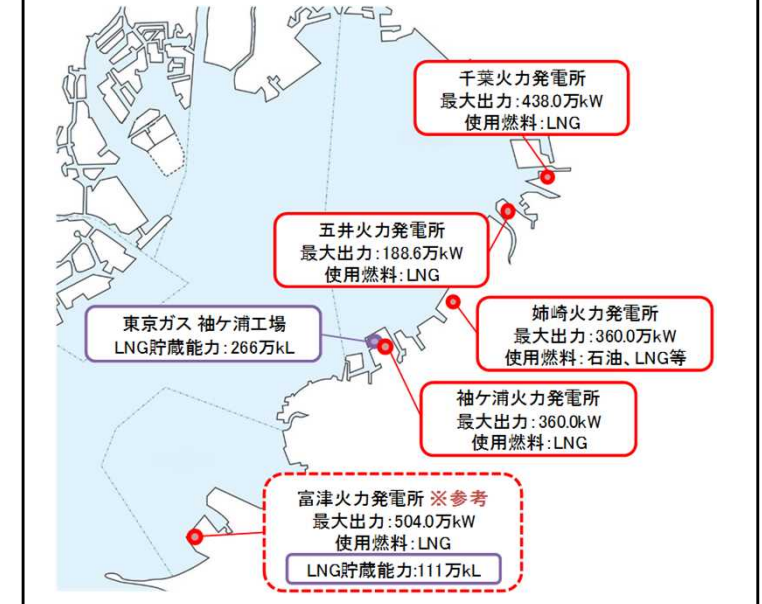 千葉火力発電所
最大出力:438.0万kW
使用燃料:LNG
五井火力発電所
最大出力:188.6万kW
使用燃料:LNG
東京ガス 袖ケ浦工場
LNG貯蔵能力:266万kL
姉崎火力発電所
最大出力:360.0万kW
使用燃料:石油、LNG等
袖ケ浦火力発電所
最大出力:360.0kW
使用燃料:LNG
富津火力発電所 ※参考
最大出力:504.0万kW
使用燃料:LNG
LNG貯蔵能力:111万kL